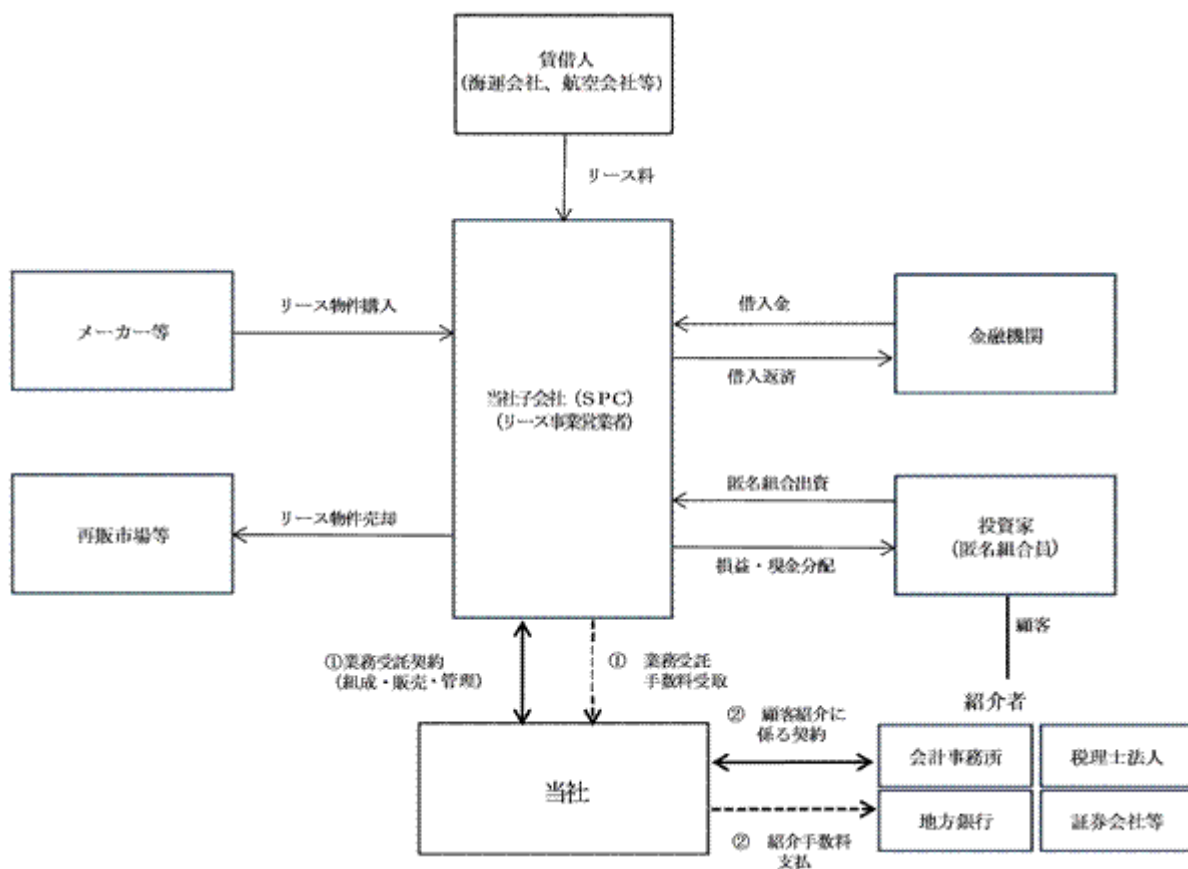 賃借人
(海運会社、航空会社等)
リース料
メーカー等
リース物件購入
当社子会社(SPC)
(リース事業営業者)
借入金
借入返済
金融機関
再販市場等
リース物件売却
匿名組合出資
損益・現金分配
投資家
(匿名組合員)
顧客
①業務受託契約
(組成・販売・管理)
① 業務受託
手数料受取
当社
② 顧客紹介に
係る契約
② 紹介手数料
支払
紹介者
会計事務所
税理士法人
地方銀行
証券会社等